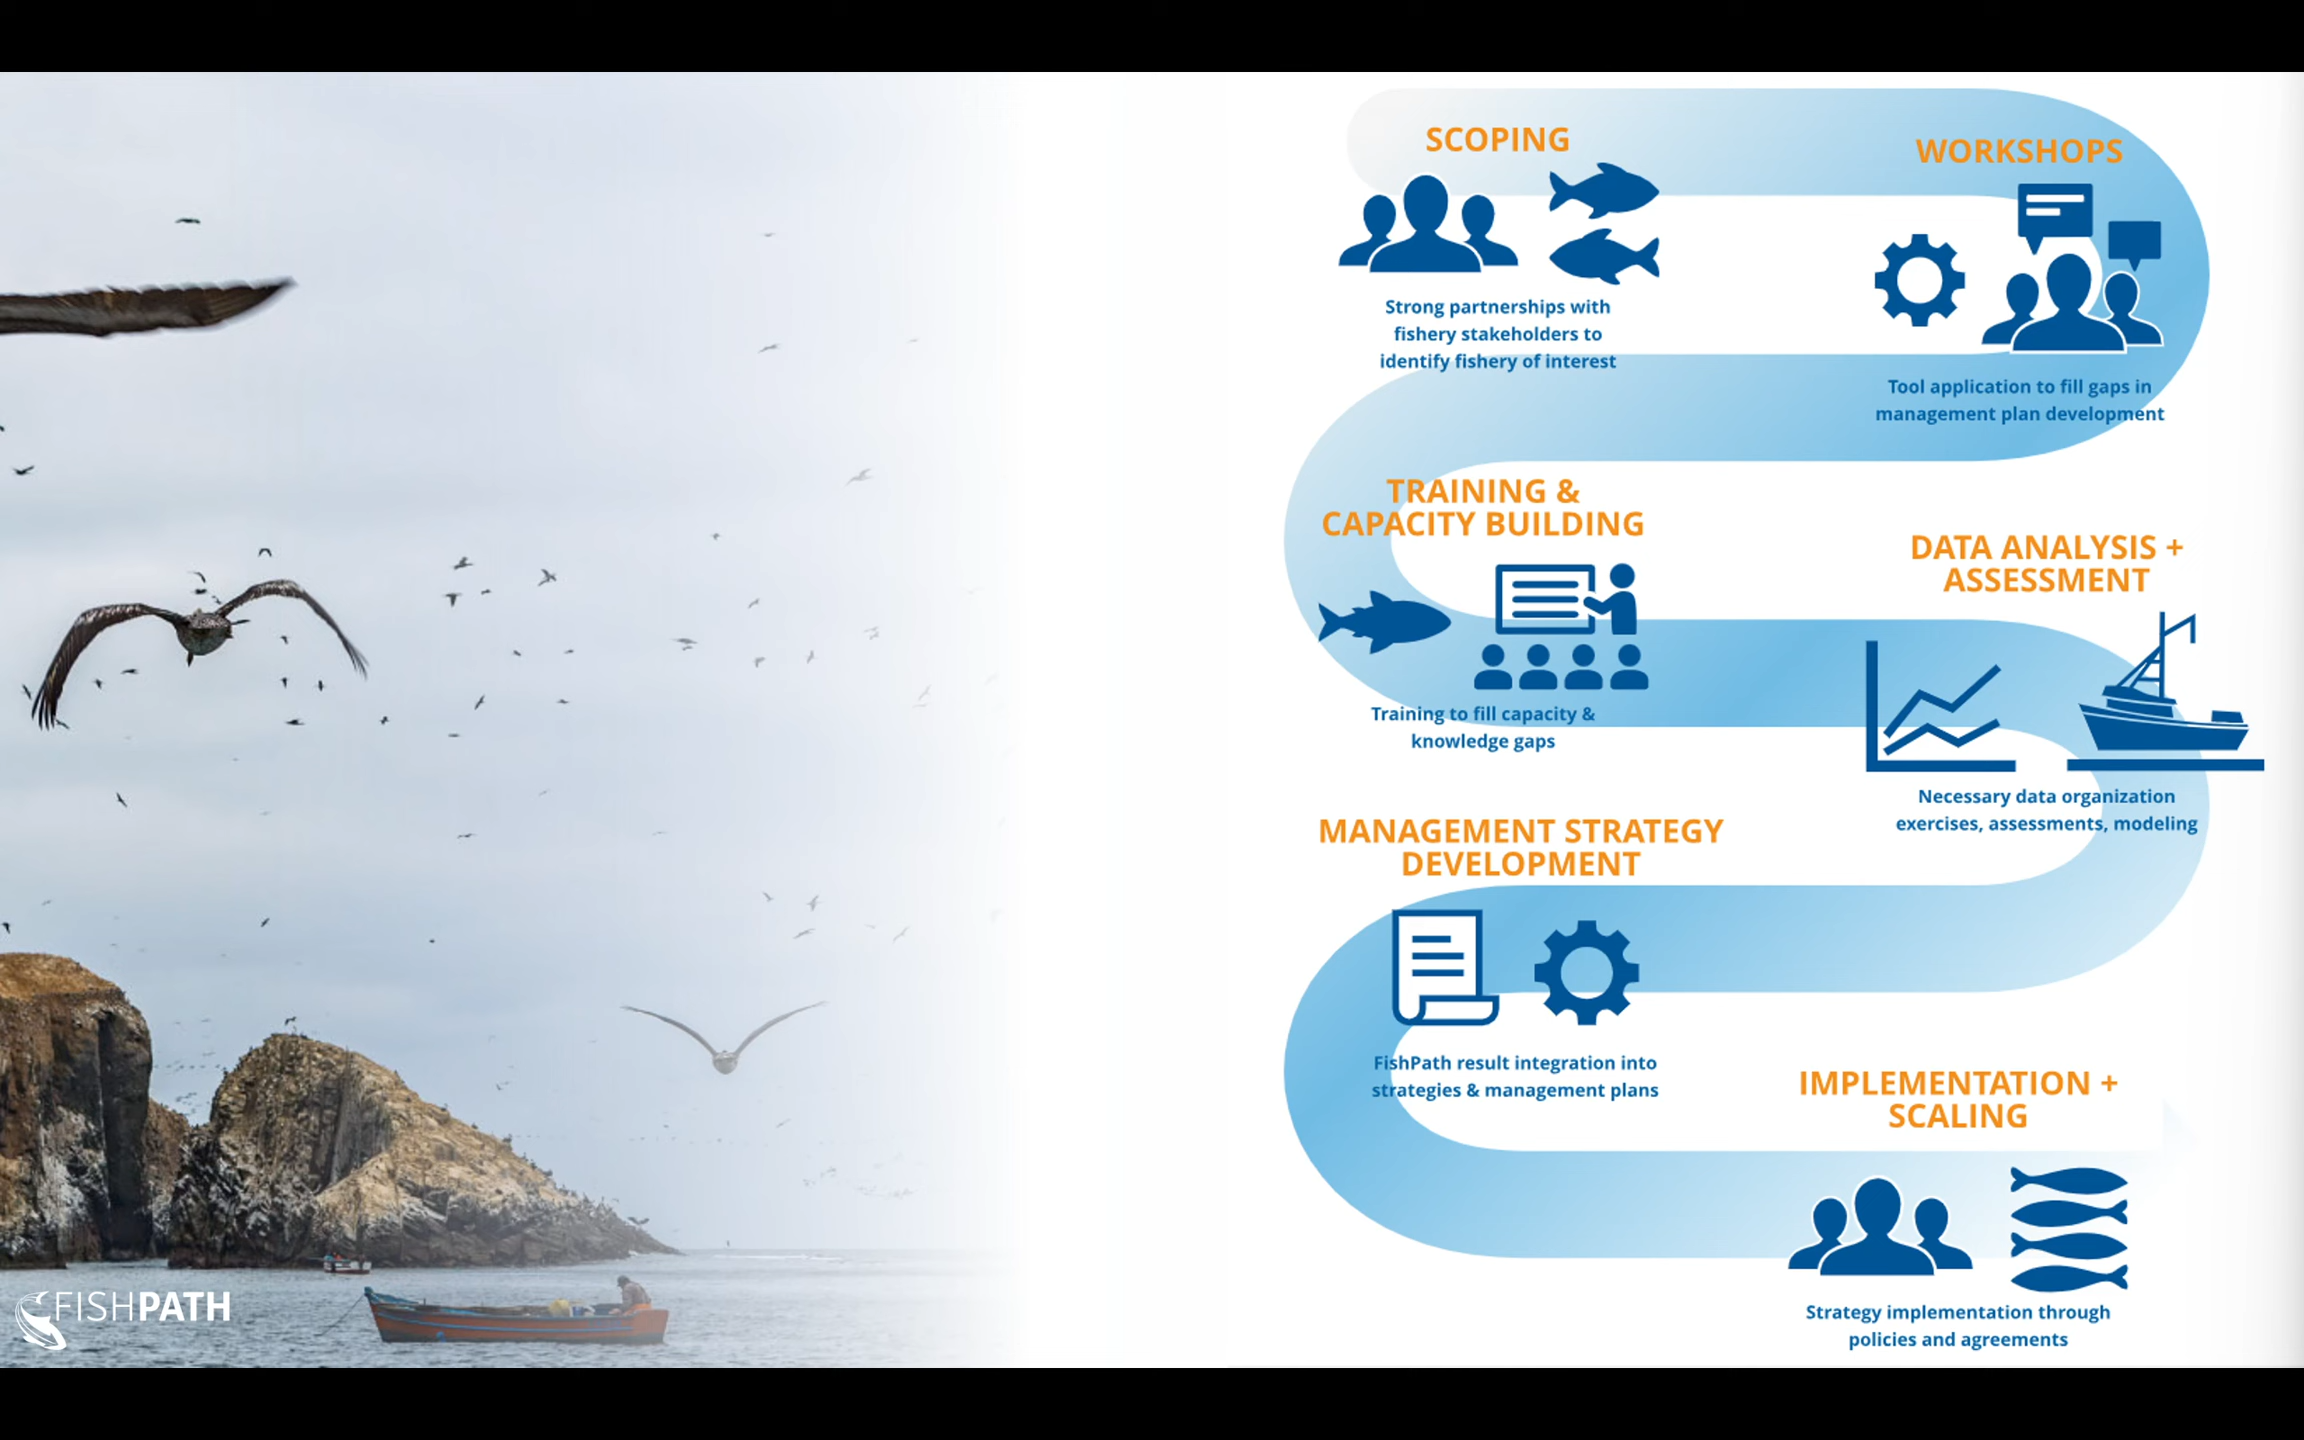 SCOPING
Strong partnerships with
fishery stakeholders to
identify fishery of interest
WORKSHOPS
Tool application to fill gaps in
management plan development
TRAINING &
CAPACITY BUILDING
Training to fill capacity &
knowledge gaps
DATA ANALYSIS +
ASSESSMENT
Necessary data organization
exercises, assessments, modeling
MANAGEMENT STRATEGY
DEVELOPMENT
FishPath result integration into
strategies & management plans
IMPLEMENTATION +
SCALING
Strategy implementation through
policies and agreements
FISHPATH